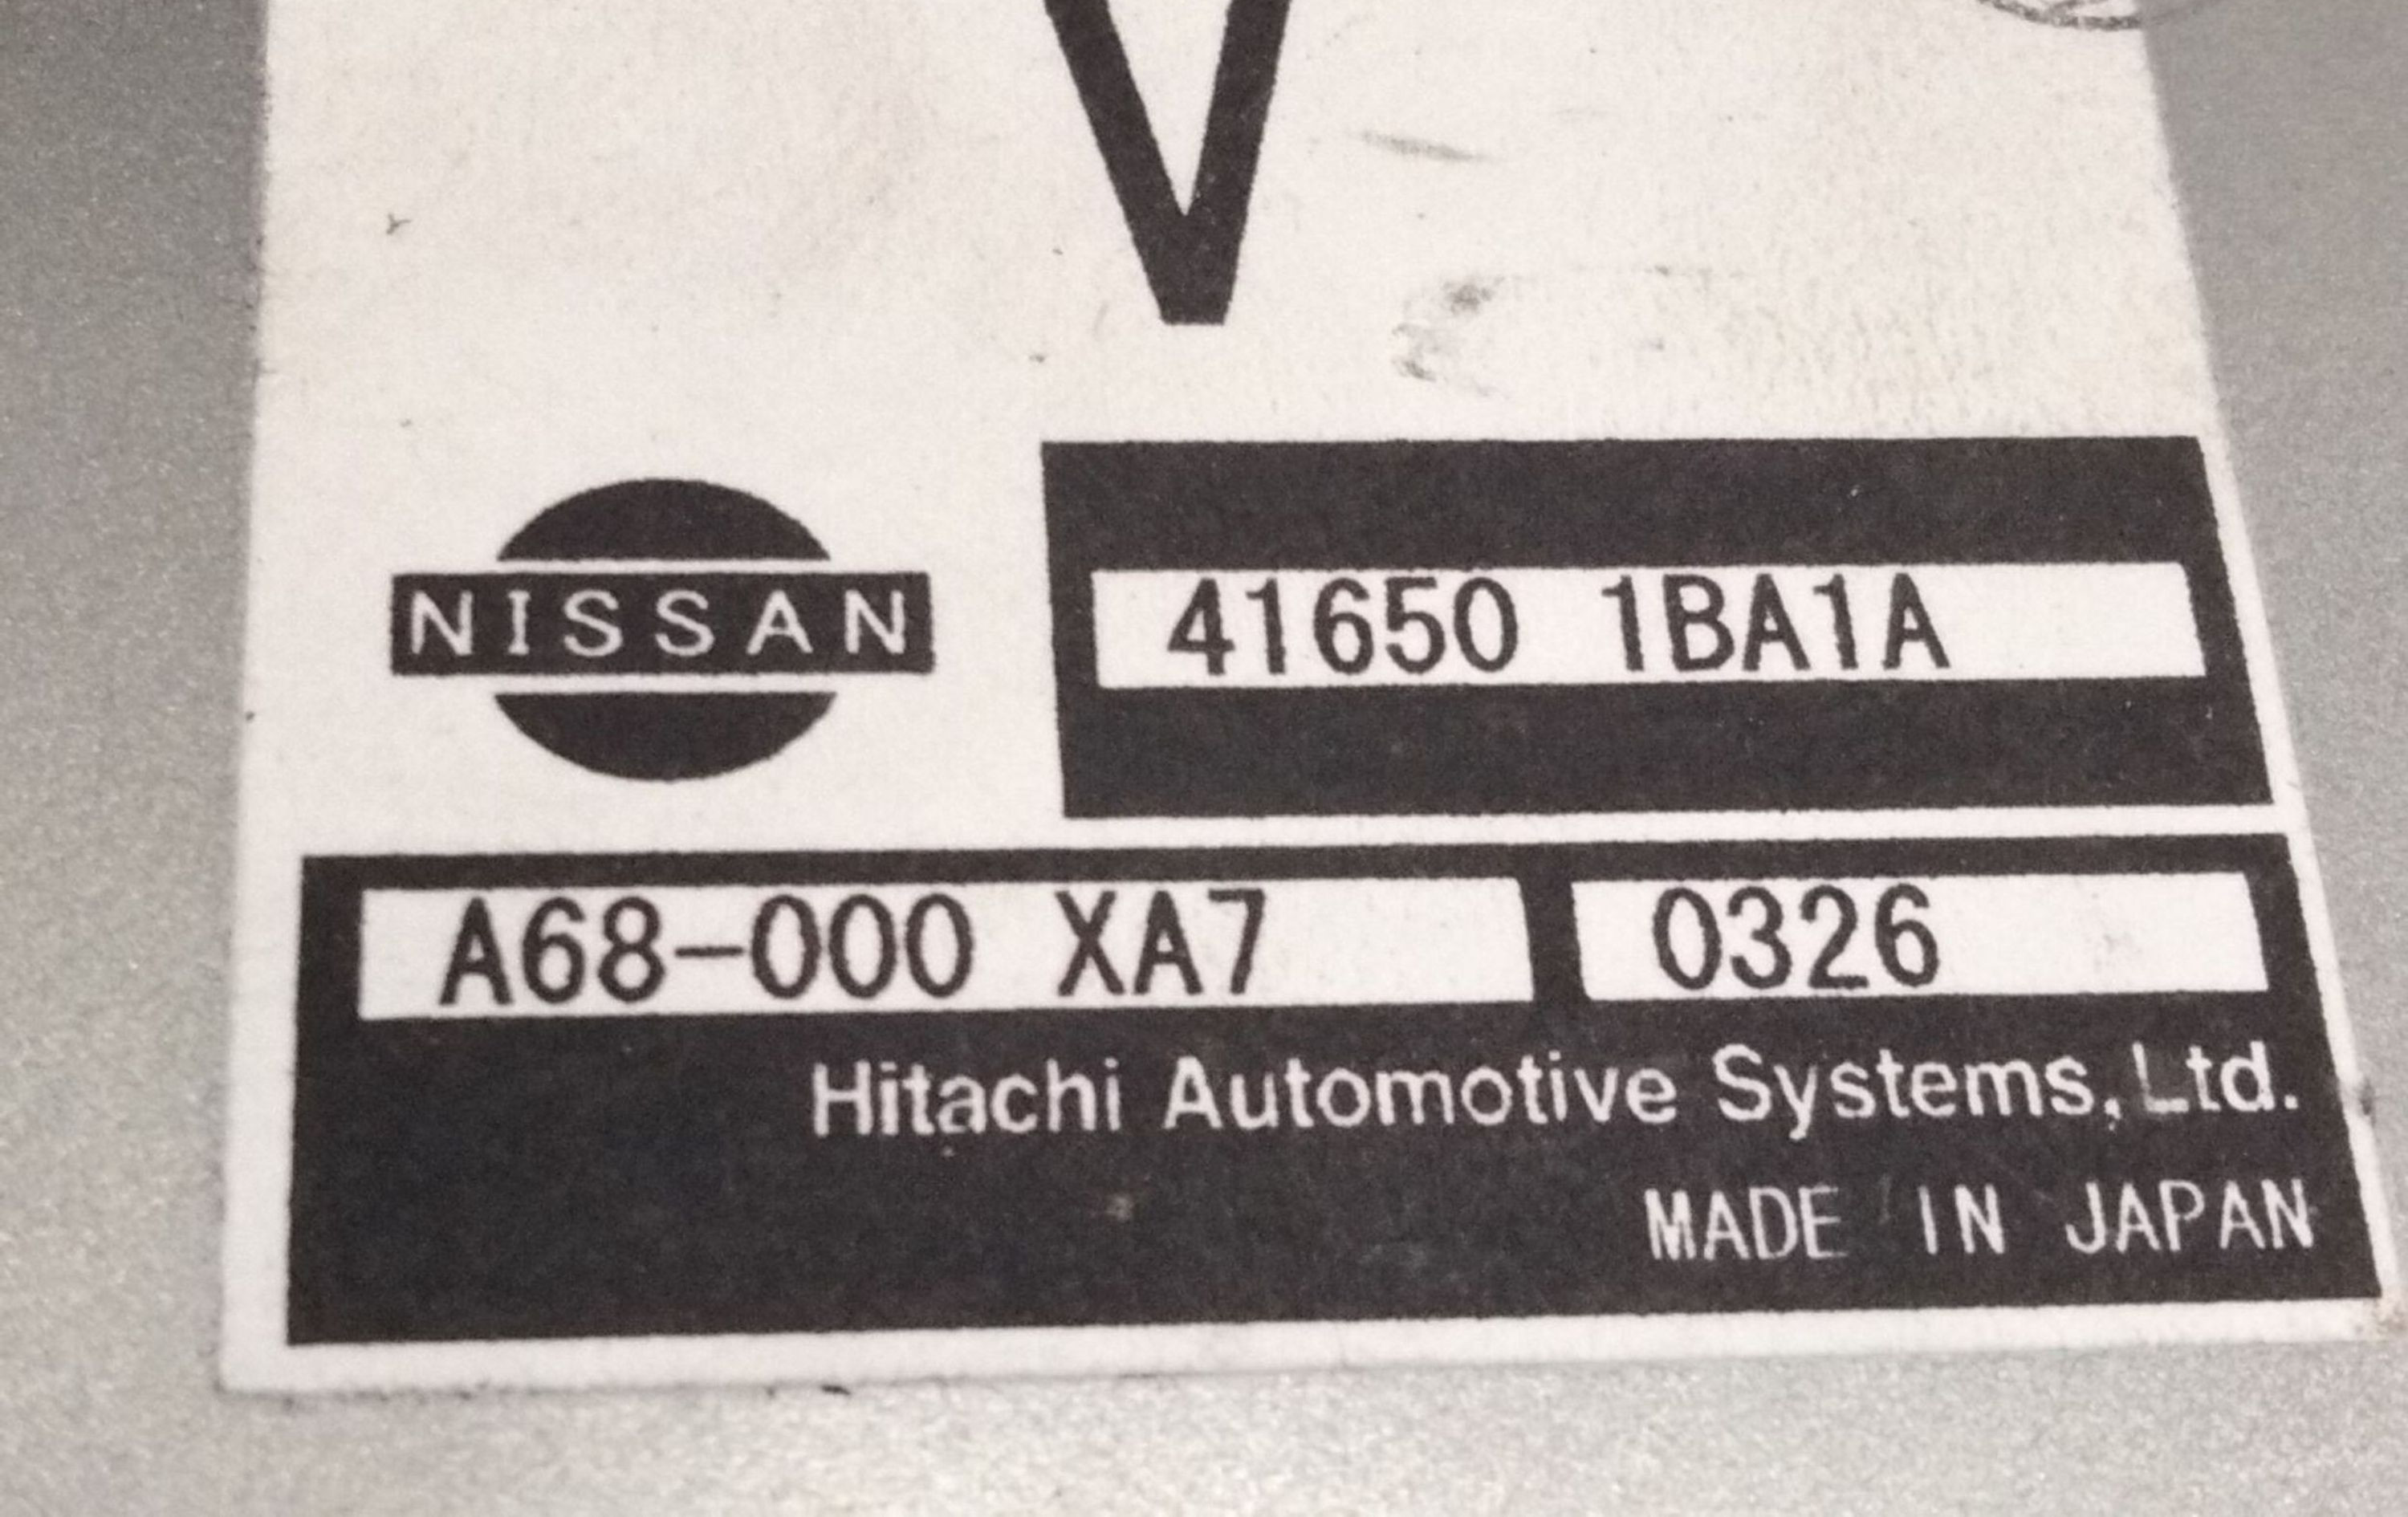 V
NISSAN
41650 1BA1A
A68-000 XA7
0326
Hitachi Automotive Systems, Ltd.
MADE IN JAPAN